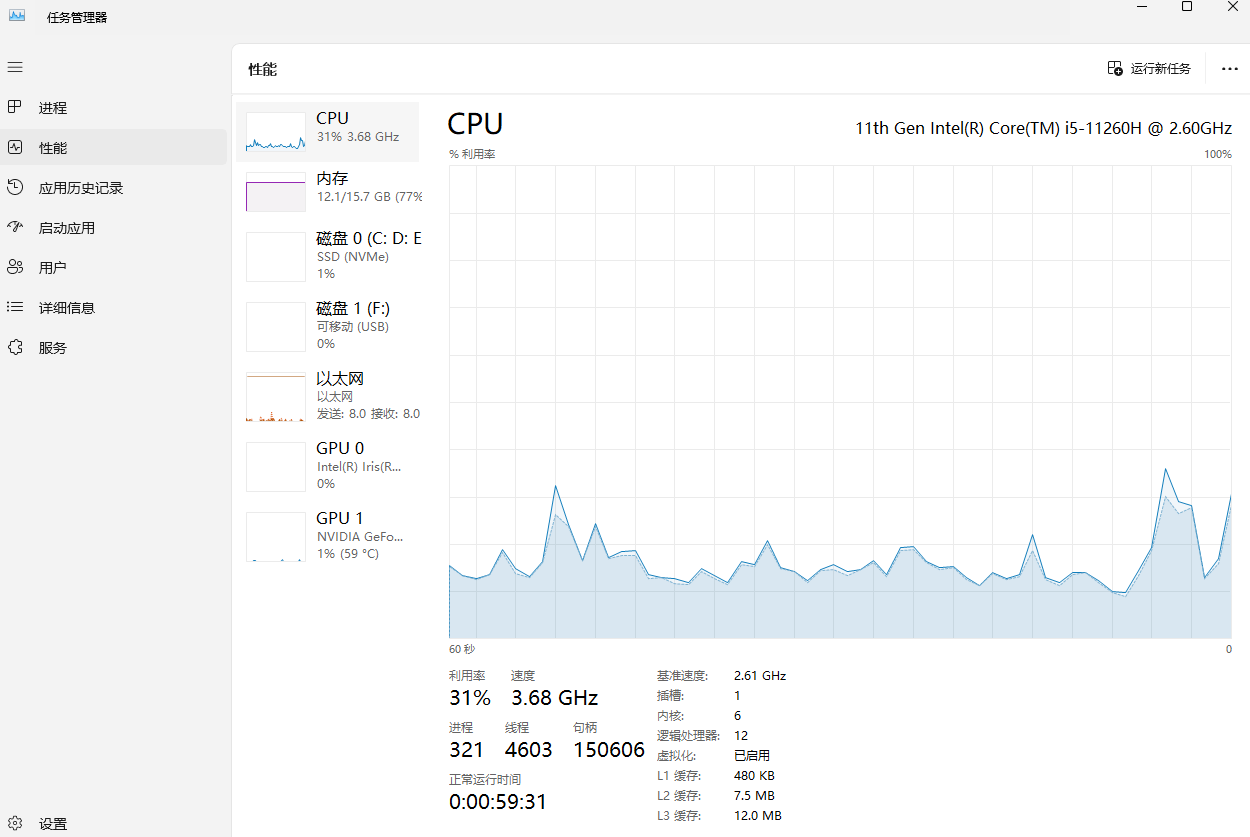 任务管理器
进程
性能
应用历史记录
启动应用
用户
详细信息
服务
设置
性能
运行新任务
CPU
31% 3.68 GHz
内存
12.1/15.7 GB (77%
磁盘 0 (C: D: E
SSD (NVMe)
1%
磁盘 1 (F:)
可移动 (USB)
0%
以太网
以太网
发送: 8.0 接收: 8.0
GPU 0
Intel(R) Iris(R...
0%
GPU 1
NVIDIA GeFo...
1% (59 °C)
CPU
11th Gen Intel(R) Core(TM) i5-11260H @ 2.60GHz
% 利用率
100%
60 秒
0
利用率 速度
31% 3.68 GHz
进程 线程 句柄
321 4603 150606
正常运行时间
0:00:59:31
基准速度: 2.61 GHz
插槽: 1
内核: 6
逻辑处理器: 12
虚拟化: 已启用
L1 缓存: 480 KB
L2 缓存: 7.5 MB
L3 缓存: 12.0 MB